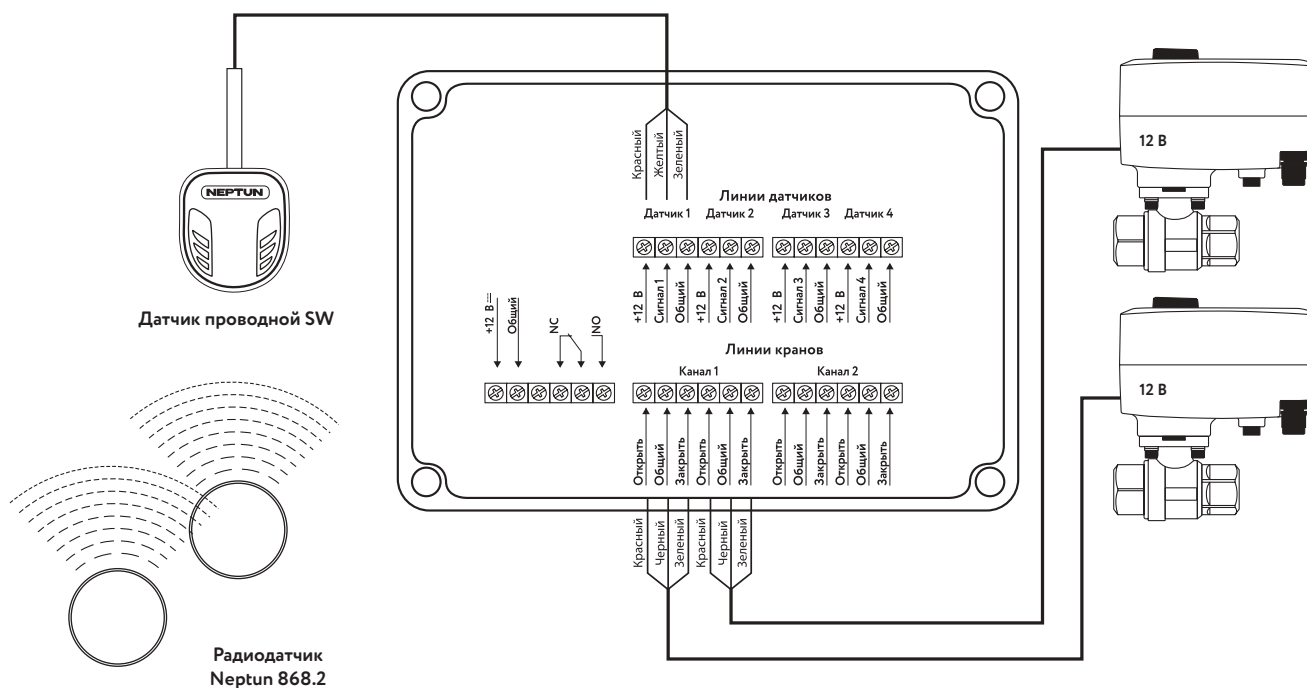 Красный
Желтый
Зеленый
Линии датчиков
Датчик 1 Датчик 2 Датчик 3 Датчик 4
+12 В
Сигнал 1
Общий
+12 В
Сигнал 2
Общий
+12 В
Сигнал 3
Общий
+12 В
Сигнал 4
Общий
NEPTUN
Датчик проводной SW
12 В
+12 В
Общий
NC
NO
Линии кранов
Канал 1 Канал 2
Открыть
Общий
Закрыть
Открыть
Общий
Закрыть
Открыть
Общий
Закрыть
Открыть
Общий
Закрыть
12 В
Красный
Черный
Зеленый
Красный
Черный
Зеленый
Радиодатчик
Neptun 868.2